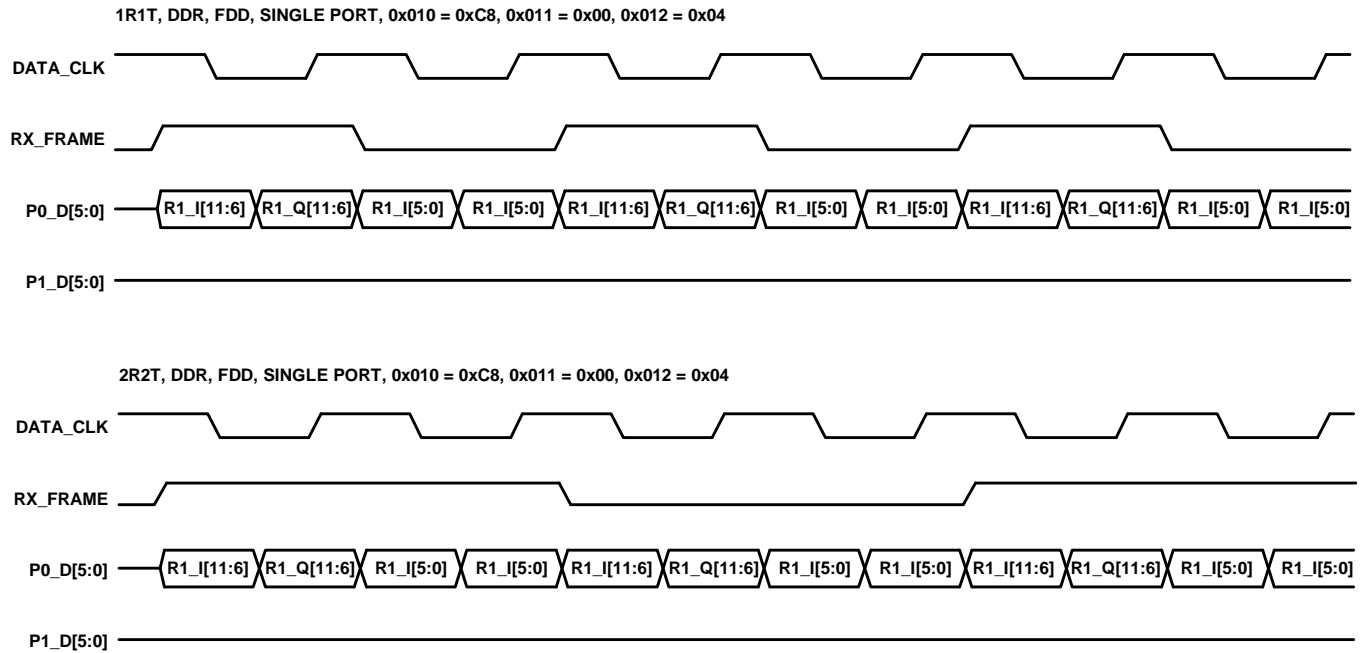 1R1T, DDR, FDD, SINGLE PORT, 0x010 = 0xC8, 0x011 = 0x00, 0x012 = 0x04
DATA_CLK
RX_FRAME
P0_D[5:0] R1_I[11:6] R1_Q[11:6] R1_I[5:0] R1_I[5:0] R1_I[11:6] R1_Q[11:6] R1_I[5:0] R1_I[5:0] R1_I[11:6] R1_Q[11:6] R1_I[5:0] R1_I[5:0]
P1_D[5:0]
2R2T, DDR, FDD, SINGLE PORT, 0x010 = 0xC8, 0x011 = 0x00, 0x012 = 0x04
DATA_CLK
RX_FRAME
P0_D[5:0] R1_I[11:6] R1_Q[11:6] R1_I[5:0] R1_I[5:0] R1_I[11:6] R1_Q[11:6] R1_I[5:0] R1_I[5:0] R1_I[11:6] R1_Q[11:6] R1_I[5:0] R1_I[5:0]
P1_D[5:0]